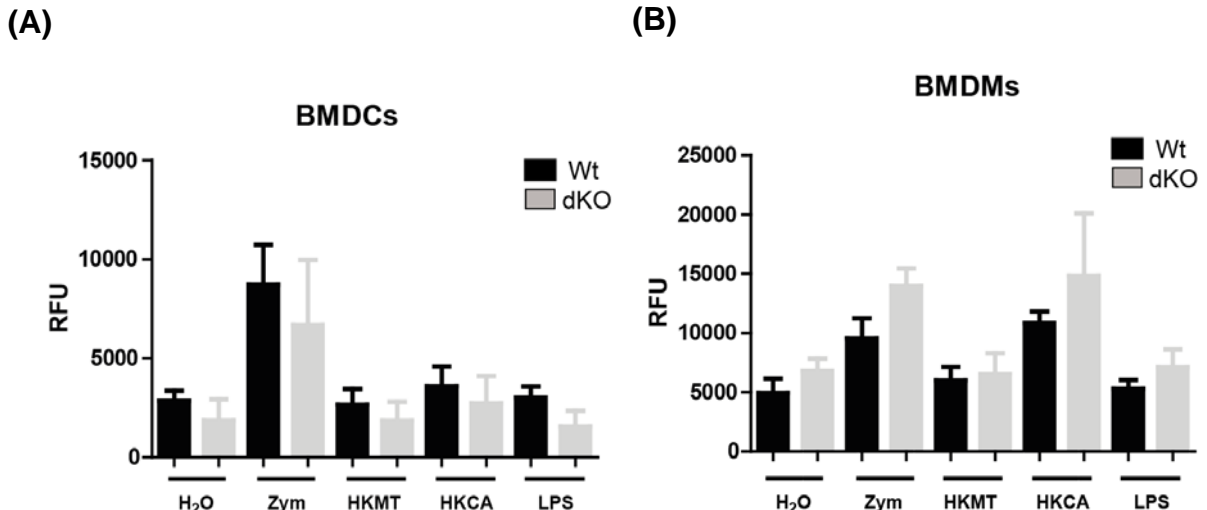 (A)
BMDCs
15000
10000
5000
0
RFU
Wt
dKO
H₂O Zym HKMT HKCA LPS
(B)
BMDMs
25000
20000
15000
10000
5000
0
RFU
Wt
dKO
H₂O Zym HKMT HKCA LPS